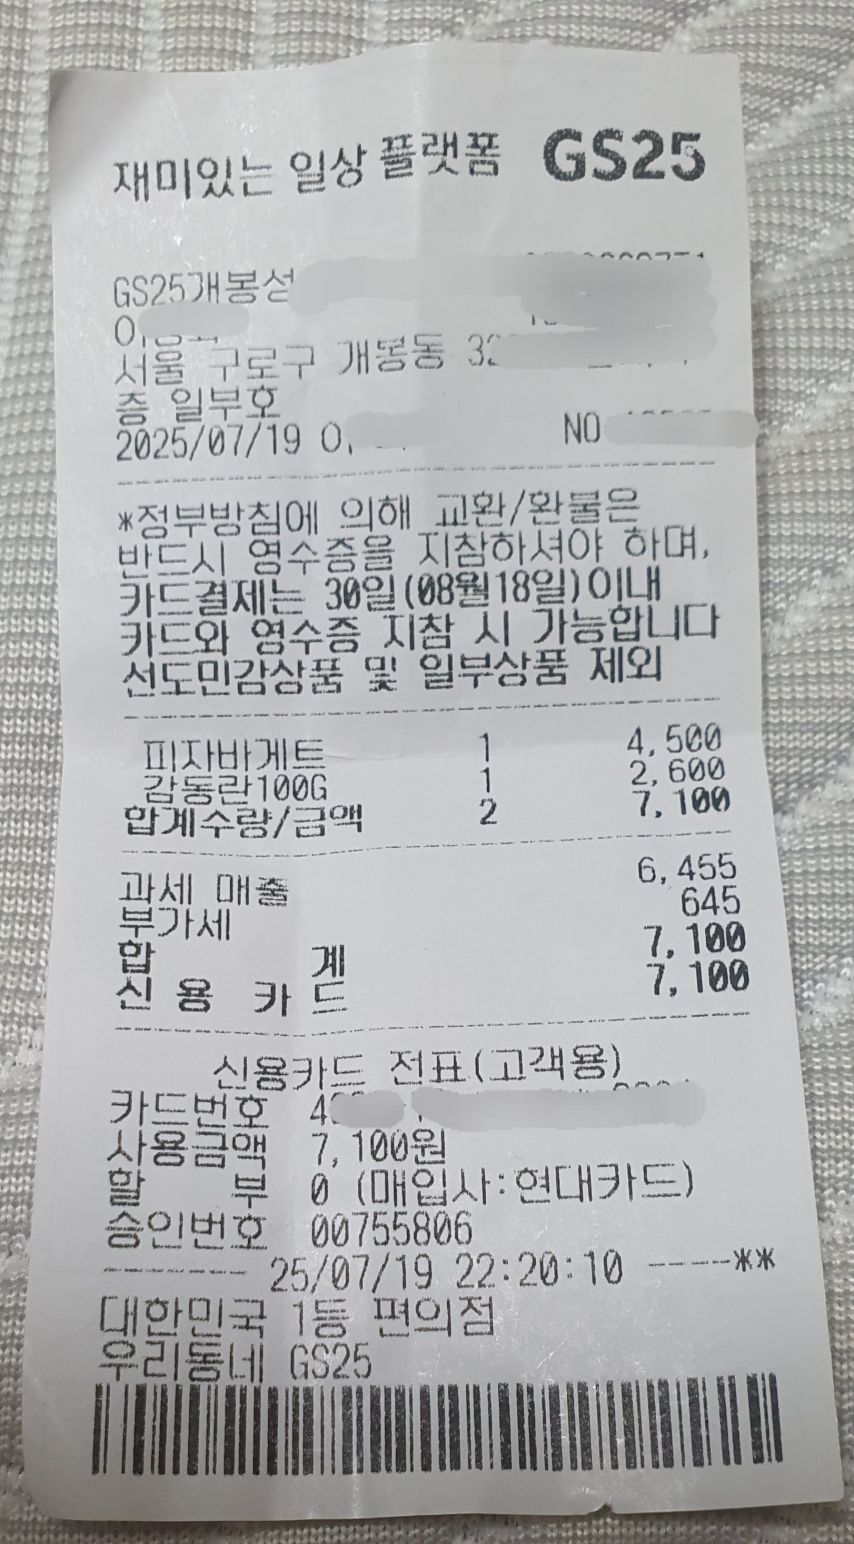 재미있는 일상 플랫폼 GS25
GS25개봉성
서울 구로구 개봉동
층 일부호
2025/07/19 NO
*정부방침에 의해 교환/환불은
반드시 영수증을 지참하셔야 하며,
카드결제는 30일(08월18일)이내
카드와 영수증 지참 시 가능합니다
선도민감상품 및 일부상품 제외
피자바게트 1 4,500
감동란100G 1 2,600
합계수량/금액 2 7,100
과세 매출 6,455
부가세 645
합 계 7,100
신 용 카 드 7,100
신용카드 전표(고객용)
카드번호
사용금액 7,100원
할 부 0 (매입사:현대카드)
승인번호 00755806
------- 25/07/19 22:20:10 ----**
대한민국 1등 편의점
우리동네 GS25